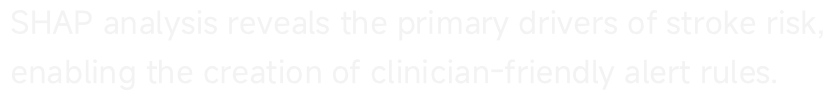 SHAP analysis reveals the primary drivers of stroke risk,
enabling the creation of clinician-friendly alert rules.